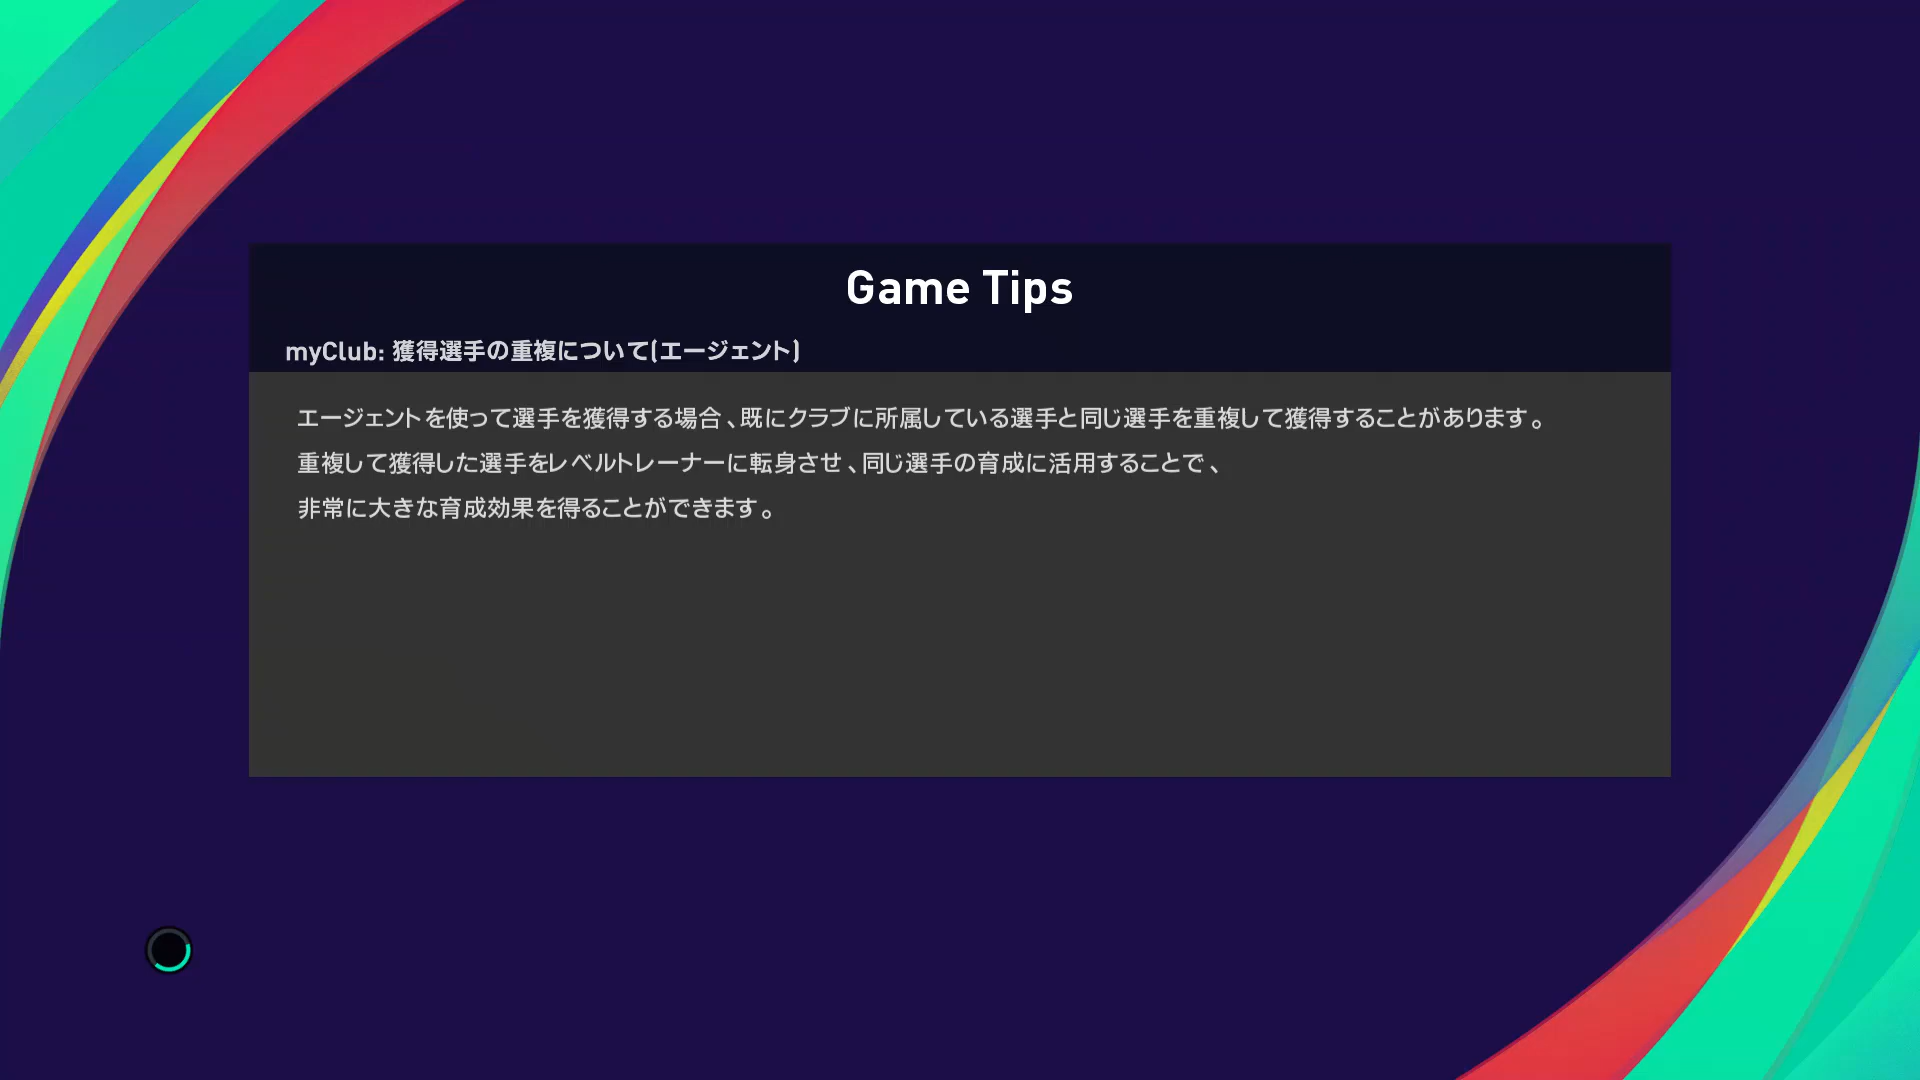 Game Tips
myClub: 獲得選手の重複について(エージェント)
エージェントを使って選手を獲得する場合、既にクラブに所属している選手と同じ選手を重複して獲得することがあります。
重複して獲得した選手をレベルトレーナーに転身させ、同じ選手の育成に活用することで、
非常に大きな育成効果を得ることができます。